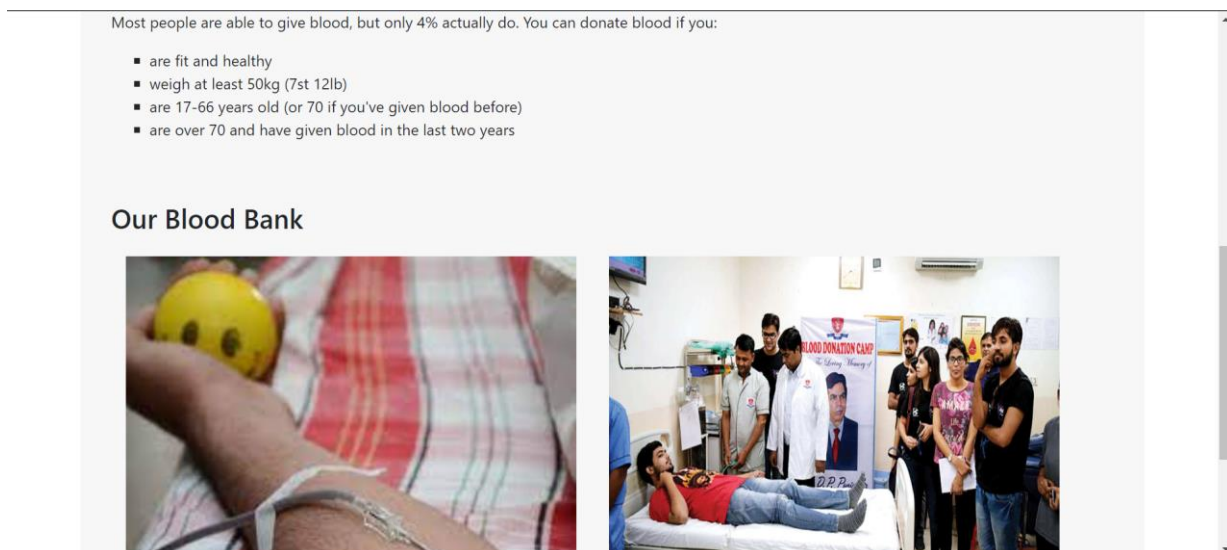 Most people are able to give blood, but only 4% actually do. You can donate blood if you:
▪ are fit and healthy
▪ weigh at least 50kg (7st 12lb)
▪ are 17-66 years old (or 70 if you've given blood before)
▪ are over 70 and have given blood in the last two years
Our Blood Bank
BLOOD DONATION CAMP